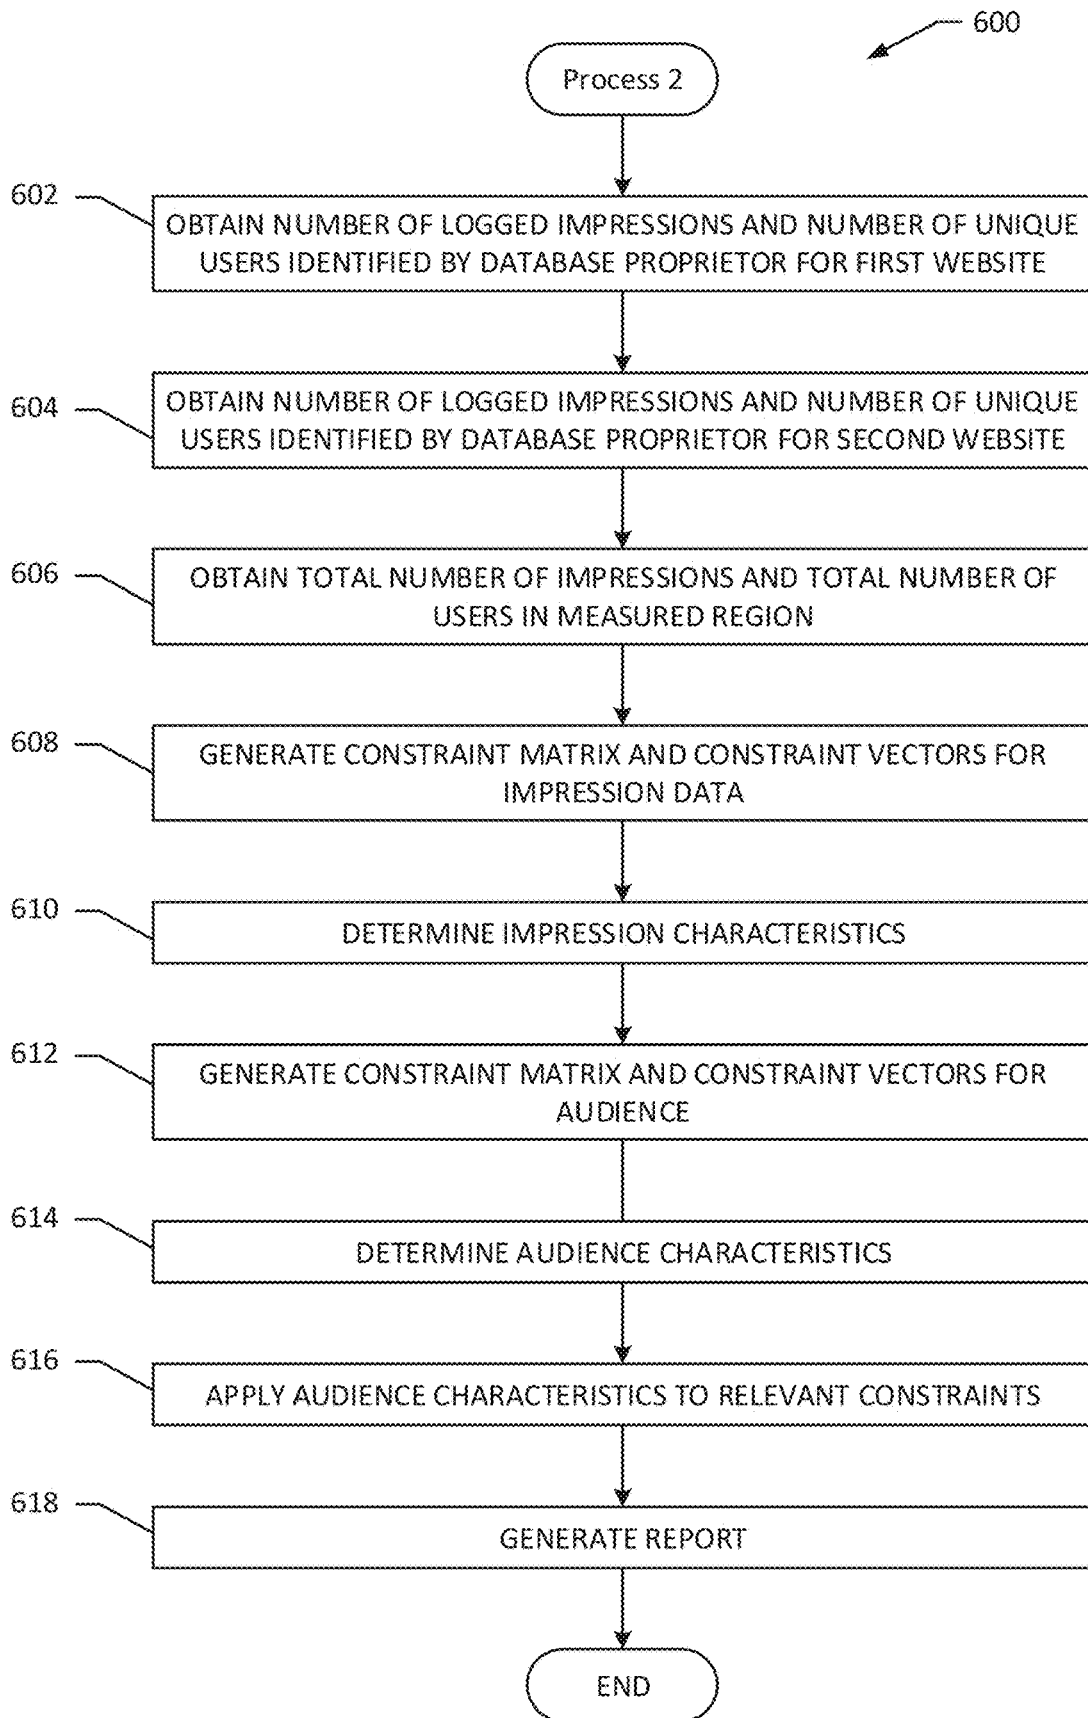 600
Process 2
602
OBTAIN NUMBER OF LOGGED IMPRESSIONS AND NUMBER OF UNIQUE
USERS IDENTIFIED BY DATABASE PROPRIETOR FOR FIRST WEBSITE
604
OBTAIN NUMBER OF LOGGED IMPRESSIONS AND NUMBER OF UNIQUE
USERS IDENTIFIED BY DATABASE PROPRIETOR FOR SECOND WEBSITE
606
OBTAIN TOTAL NUMBER OF IMPRESSIONS AND TOTAL NUMBER OF
USERS IN MEASURED REGION
608
GENERATE CONSTRAINT MATRIX AND CONSTRAINT VECTORS FOR
IMPRESSION DATA
610
DETERMINE IMPRESSION CHARACTERISTICS
612
GENERATE CONSTRAINT MATRIX AND CONSTRAINT VECTORS FOR
AUDIENCE
614
DETERMINE AUDIENCE CHARACTERISTICS
616
APPLY AUDIENCE CHARACTERISTICS TO RELEVANT CONSTRAINTS
618
GENERATE REPORT
END